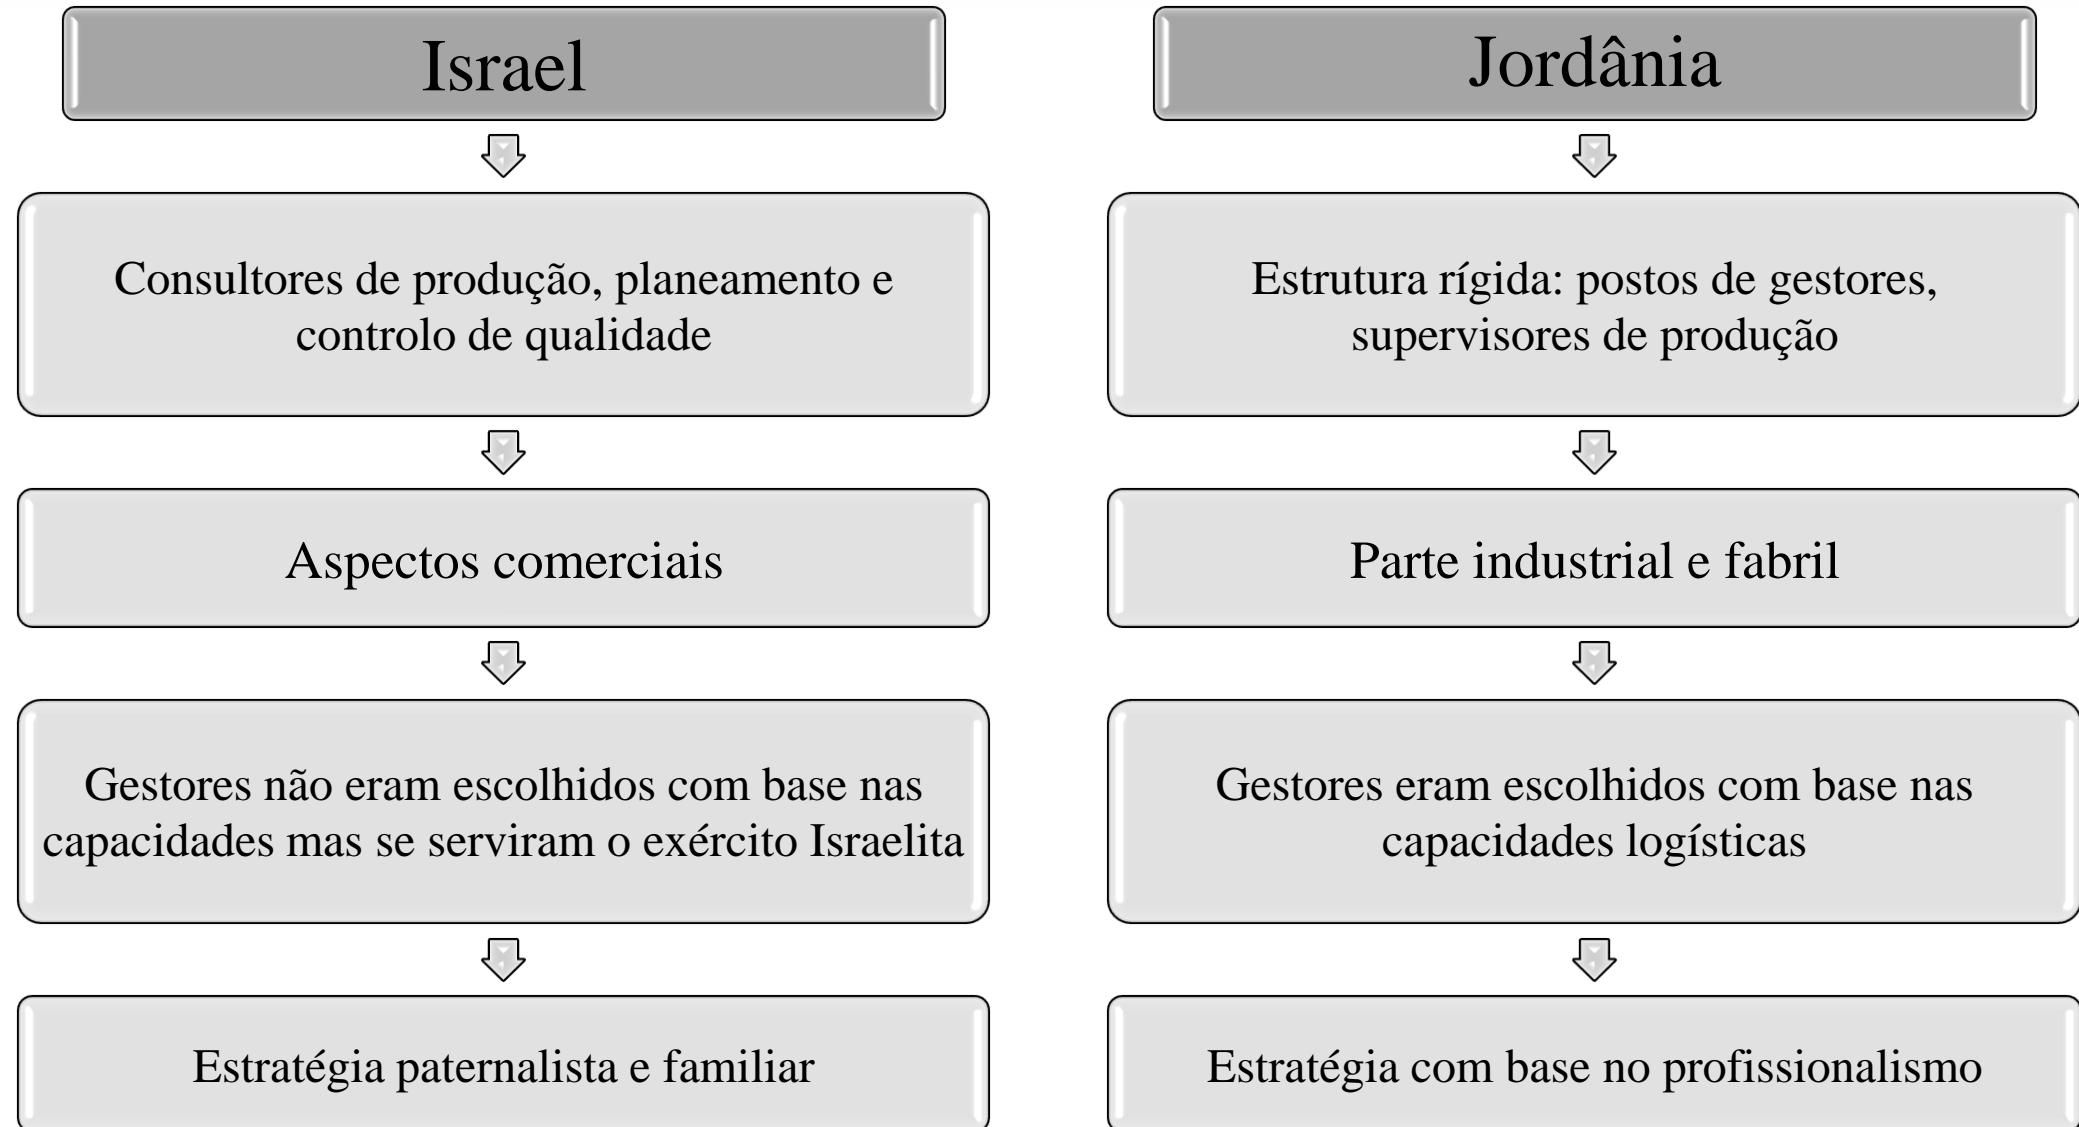 Israel
Consultores de produção, planeamento e
controlo de qualidade
Aspectos comerciais
Gestores não eram escolhidos com base nas
capacidades mas se serviram o exército Israelita
Estratégia paternalista e familiar
Jordânia
Estrutura rígida: postos de gestores,
supervisores de produção
Parte industrial e fabril
Gestores eram escolhidos com base nas
capacidades logísticas
Estratégia com base no profissionalismo